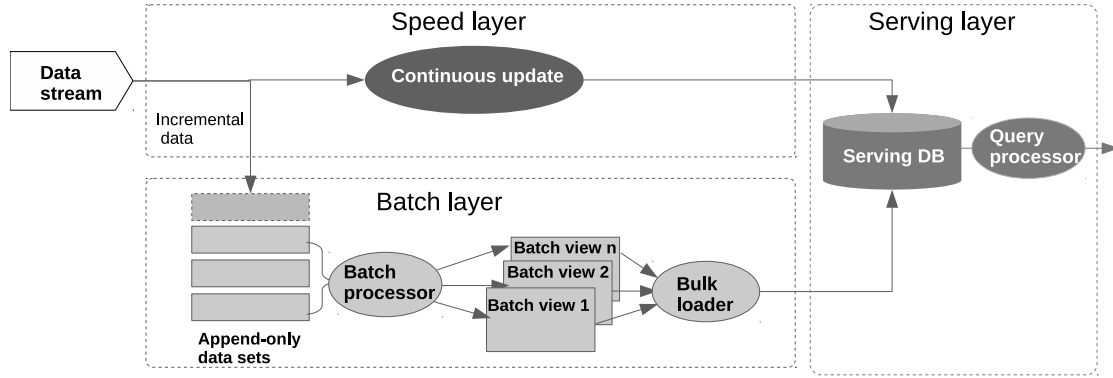 Speed layer
Serving layer
Data
stream
Continuous update
Incremental
data
Serving DB
Query
processor
Batch layer
Batch view n
Batch view 2
Batch view 1
Batch
processor
Bulk
loader
Append-only
data sets